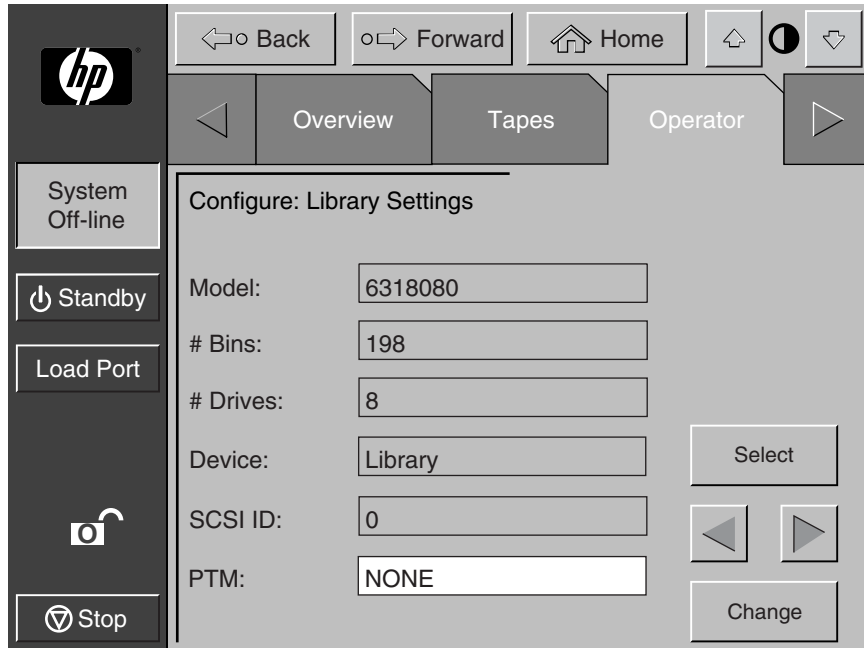 hp
Back
Forward
Home
Overview
Tapes
Operator
System
Off-line
Standby
Load Port
O
Stop
Configure: Library Settings
Model: 6318080
# Bins: 198
# Drives: 8
Device: Library
SCSI ID: 0
PTM: NONE
Select
Change